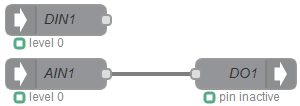 DIN1
level 0
AIN1
DO1
level 0
pin inactive